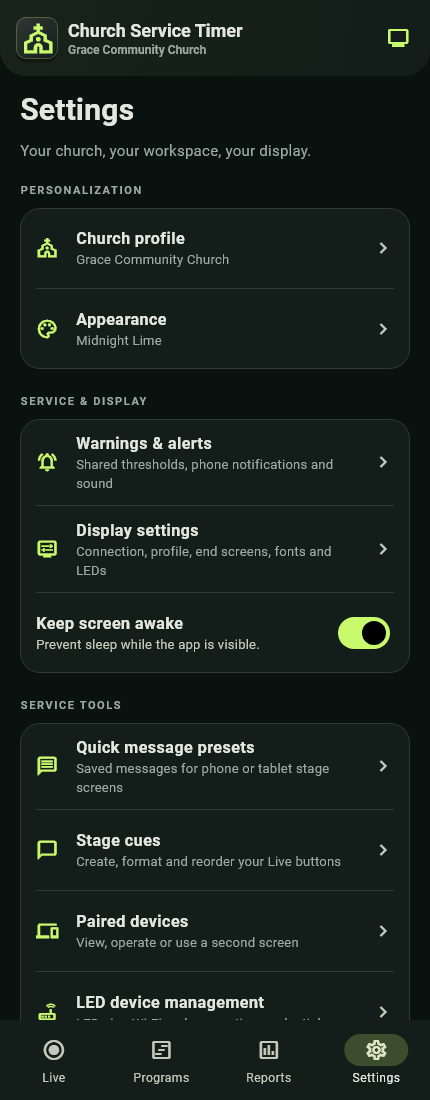 Church Service Timer
Grace Community Church
Settings
Your church, your workspace, your display.
PERSONALIZATION
Church profile
Grace Community Church
Appearance
Midnight Lime
SERVICE & DISPLAY
Warnings & alerts
Shared thresholds, phone notifications and
sound
Display settings
Connection, profile, end screens, fonts and
LEDs
Keep screen awake
Prevent sleep while the app is visible.
SERVICE TOOLS
Quick message presets
Saved messages for phone or tablet stage
screens
Stage cues
Create, format and reorder your Live buttons
Paired devices
View, operate or use a second screen
LED device management
Live
Programs
Reports
Settings